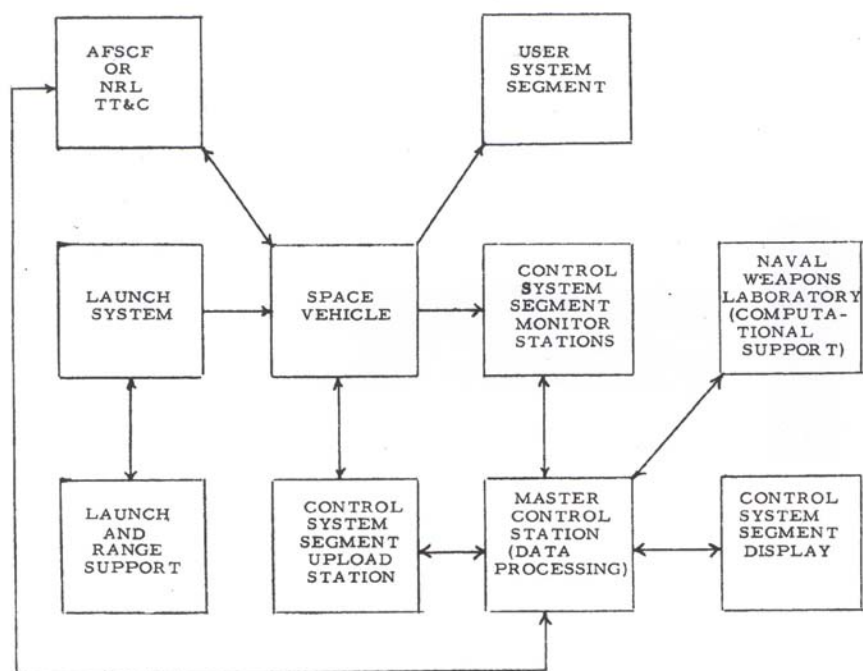 AFSCF
OR
NRL
TT&C
USER
SYSTEM
SEGMENT
LAUNCH
SYSTEM
SPACE
VEHICLE
CONTROL
SYSTEM
SEGMENT
MONITOR
STATIONS
NAVAL
WEAPONS
LABORATORY
(COMPUTA-
TIONAL
SUPPORT)
LAUNCH
AND
RANGE
SUPPORT
CONTROL
SYSTEM
SEGMENT
UPLOAD
STATION
MASTER
CONTROL
STATION
(DATA
PROCESSING)
CONTROL
SYSTEM
SEGMENT
DISPLAY